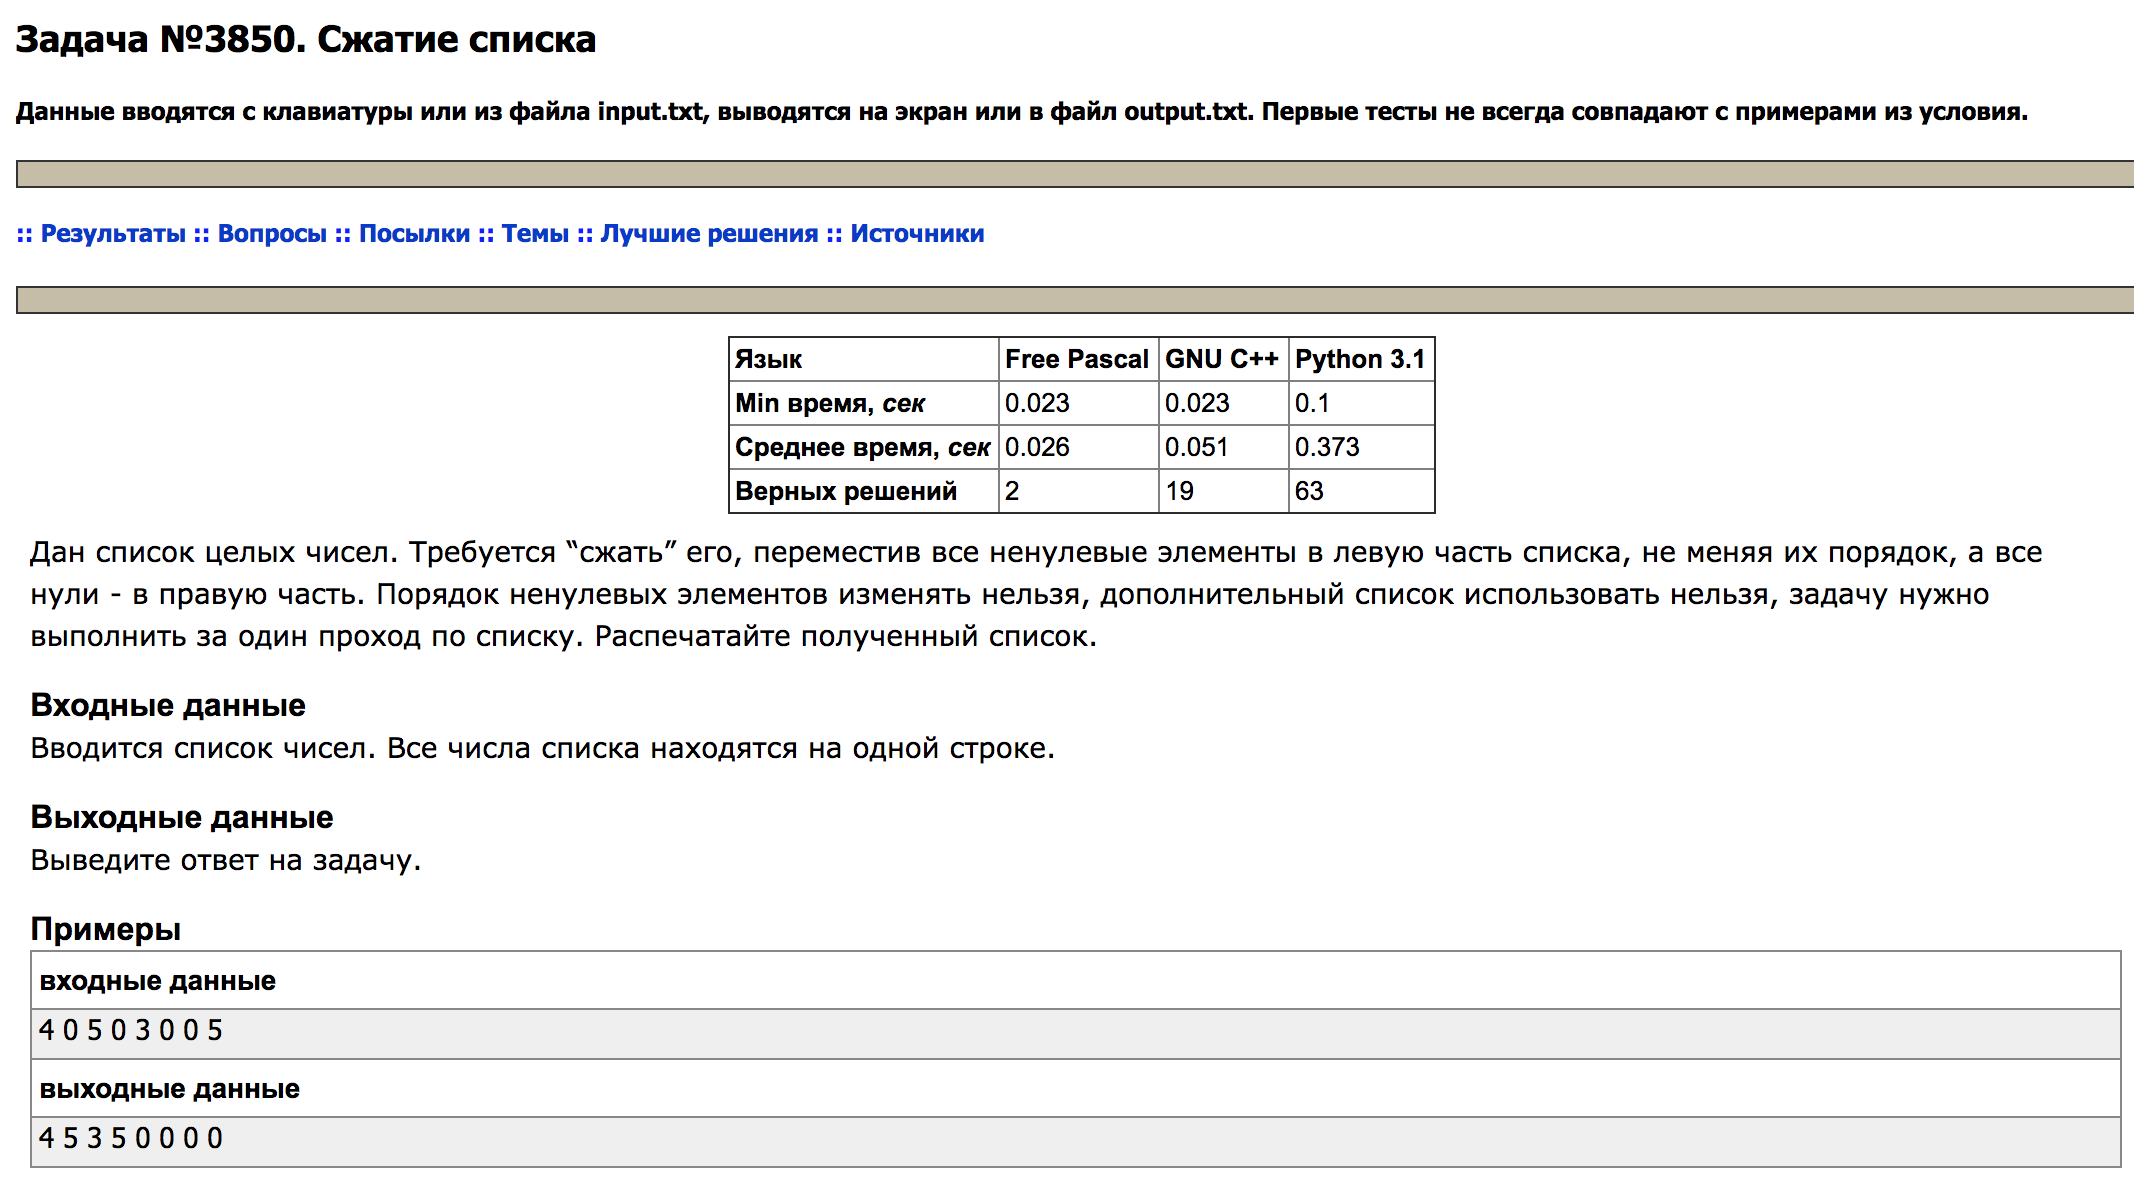 Задача №3850. Сжатие списка
Данные вводятся с клавиатуры или из файла input.txt, выводятся на экран или в файл output.txt. Первые тесты не всегда совпадают с примерами из условия.
:: Результаты :: Вопросы :: Посылки :: Темы :: Лучшие решения :: Источники
Язык Free Pascal GNU C++ Python 3.1
Min время, сек 0.023 0.023 0.1
Среднее время, сек 0.026 0.051 0.373
Верных решений 2 19 63
Дан список целых чисел. Требуется “сжать” его, переместив все ненулевые элементы в левую часть списка, не меняя их порядок, а все
нули - в правую часть. Порядок ненулевых элементов изменять нельзя, дополнительный список использовать нельзя, задачу нужно
выполнить за один проход по списку. Распечатайте полученный список.
Входные данные
Вводится список чисел. Все числа списка находятся на одной строке.
Выходные данные
Выведите ответ на задачу.
Примеры
входные данные
4 0 5 0 3 0 0 5
выходные данные
4 5 3 5 0 0 0 0